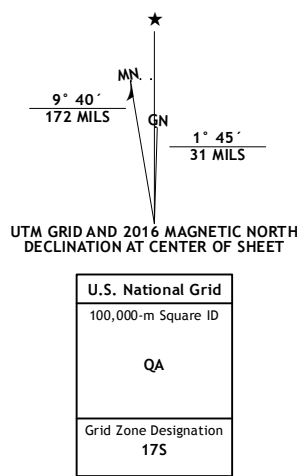 ★
MN
GN
9° 40´
172 MILS
1° 45´
31 MILS
UTM GRID AND 2016 MAGNETIC NORTH
DECLINATION AT CENTER OF SHEET
U.S. National Grid
100,000-m Square ID
QA
Grid Zone Designation
17S